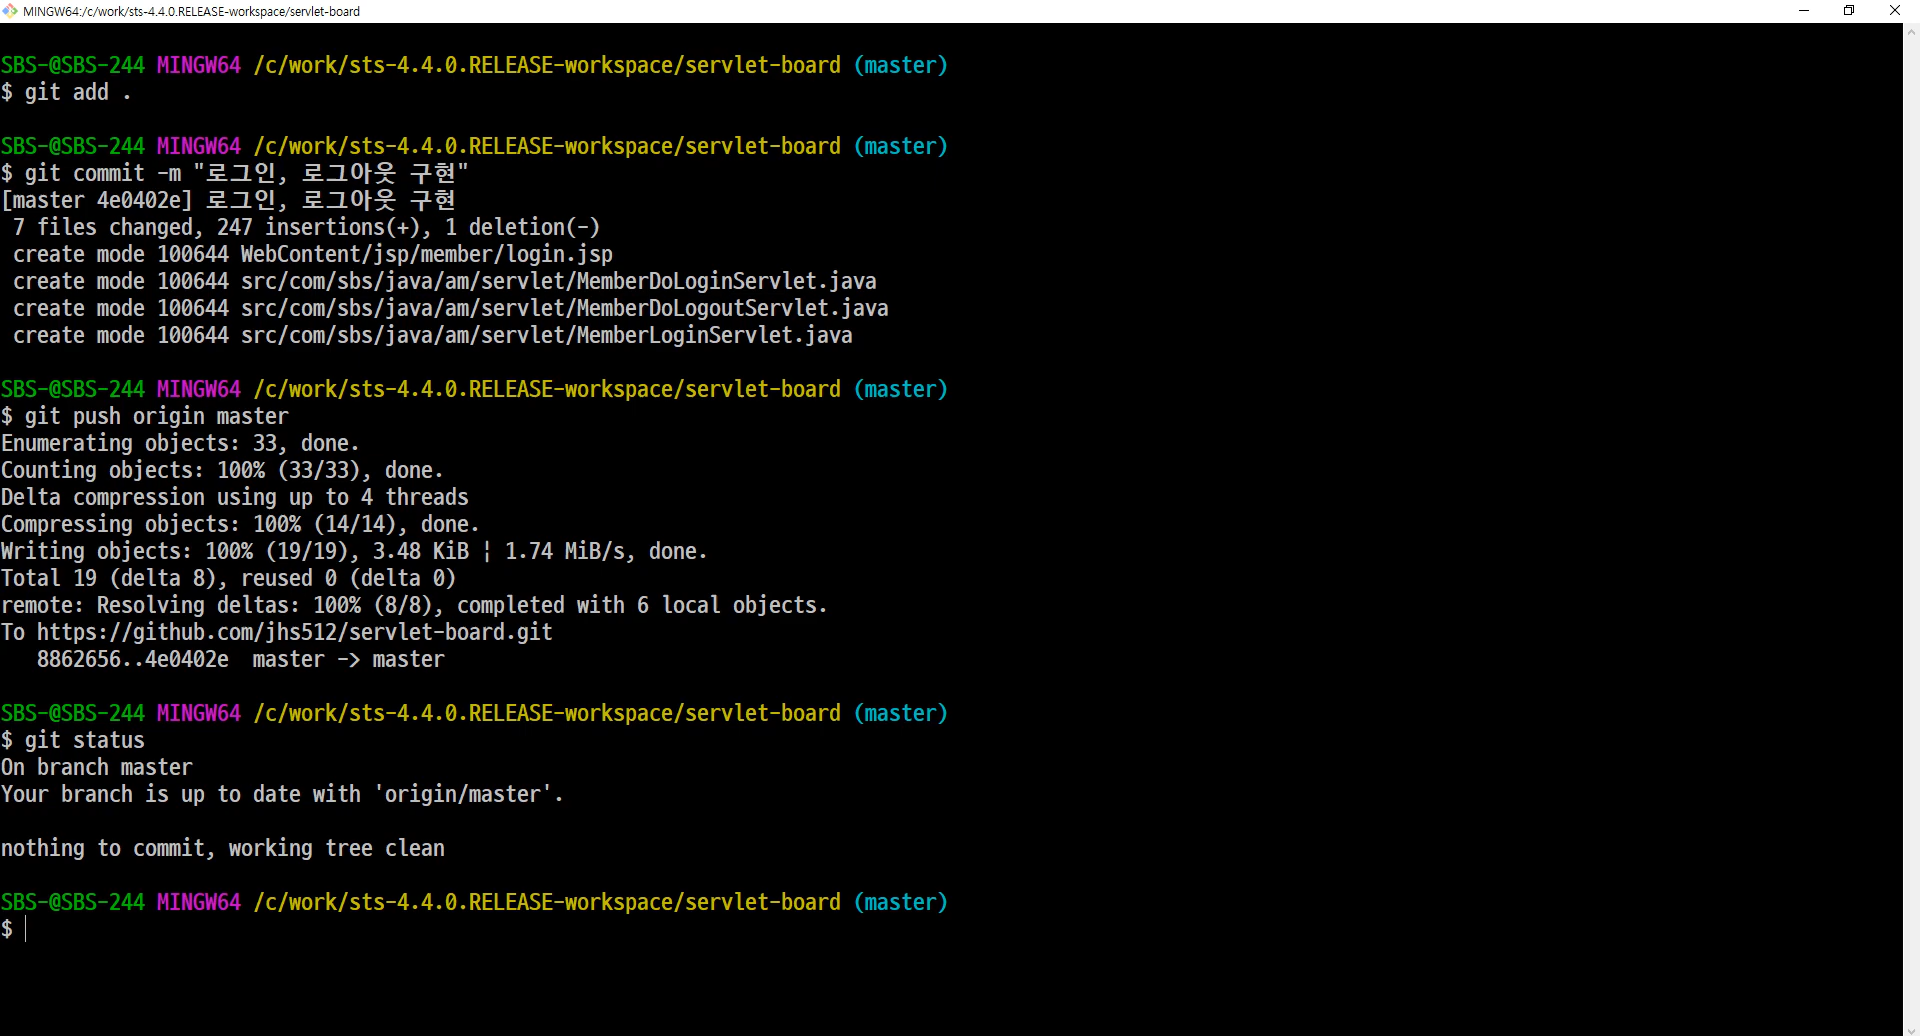 MINGW64:/c/work/sts-4.4.0.RELEASE-workspace/servlet-board
SBS-@SBS-244 MINGW64 /c/work/sts-4.4.0.RELEASE-workspace/servlet-board (master)
$ git add .
SBS-@SBS-244 MINGW64 /c/work/sts-4.4.0.RELEASE-workspace/servlet-board (master)
$ git commit -m "로그인, 로그아웃 구현"
[master 4e0402e] 로그인, 로그아웃 구현
 7 files changed, 247 insertions(+), 1 deletion(-)
 create mode 100644 WebContent/jsp/member/login.jsp
 create mode 100644 src/com/sbs/java/am/servlet/MemberDoLoginServlet.java
 create mode 100644 src/com/sbs/java/am/servlet/MemberDoLogoutServlet.java
 create mode 100644 src/com/sbs/java/am/servlet/MemberLoginServlet.java
SBS-@SBS-244 MINGW64 /c/work/sts-4.4.0.RELEASE-workspace/servlet-board (master)
$ git push origin master
Enumerating objects: 33, done.
Counting objects: 100% (33/33), done.
Delta compression using up to 4 threads
Compressing objects: 100% (14/14), done.
Writing objects: 100% (19/19), 3.48 KiB ¦ 1.74 MiB/s, done.
Total 19 (delta 8), reused 0 (delta 0)
remote: Resolving deltas: 100% (8/8), completed with 6 local objects.
To https://github.com/jhs512/servlet-board.git
   8862656..4e0402e  master -> master
SBS-@SBS-244 MINGW64 /c/work/sts-4.4.0.RELEASE-workspace/servlet-board (master)
$ git status
On branch master
Your branch is up to date with 'origin/master'.
nothing to commit, working tree clean
SBS-@SBS-244 MINGW64 /c/work/sts-4.4.0.RELEASE-workspace/servlet-board (master)
$